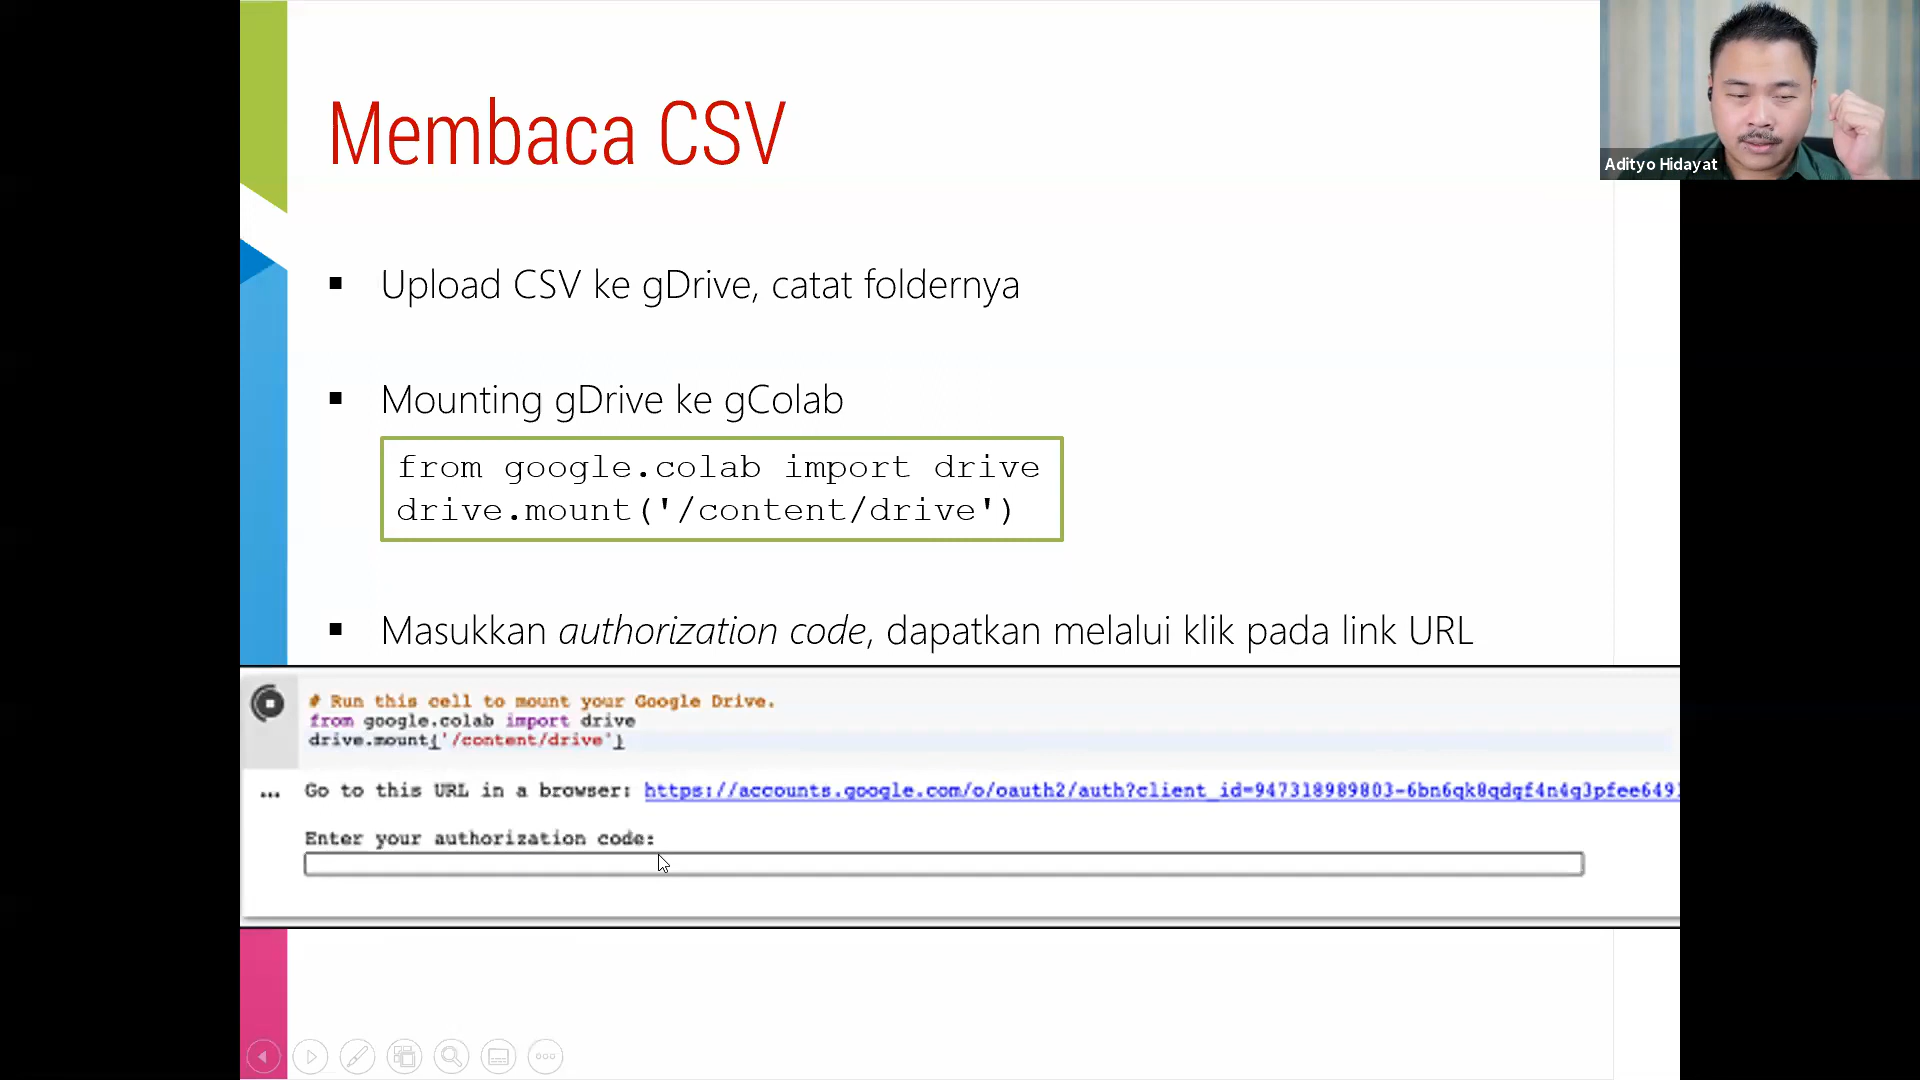 Membaca CSV
Adityo Hidayat
▪ Upload CSV ke gDrive, catat foldernya
▪ Mounting gDrive ke gColab
from google.colab import drive
drive.mount('/content/drive')
▪ Masukkan authorization code, dapatkan melalui klik pada link URL
# Run this cell to mount your Google Drive.
from google.colab import drive
drive.mount('/content/drive')
... Go to this URL in a browser: https://accounts.google.com/o/oauth2/auth?client_id=947318989803-6bn6qk8qdgf4n4g3pfee6491
Enter your authorization code: